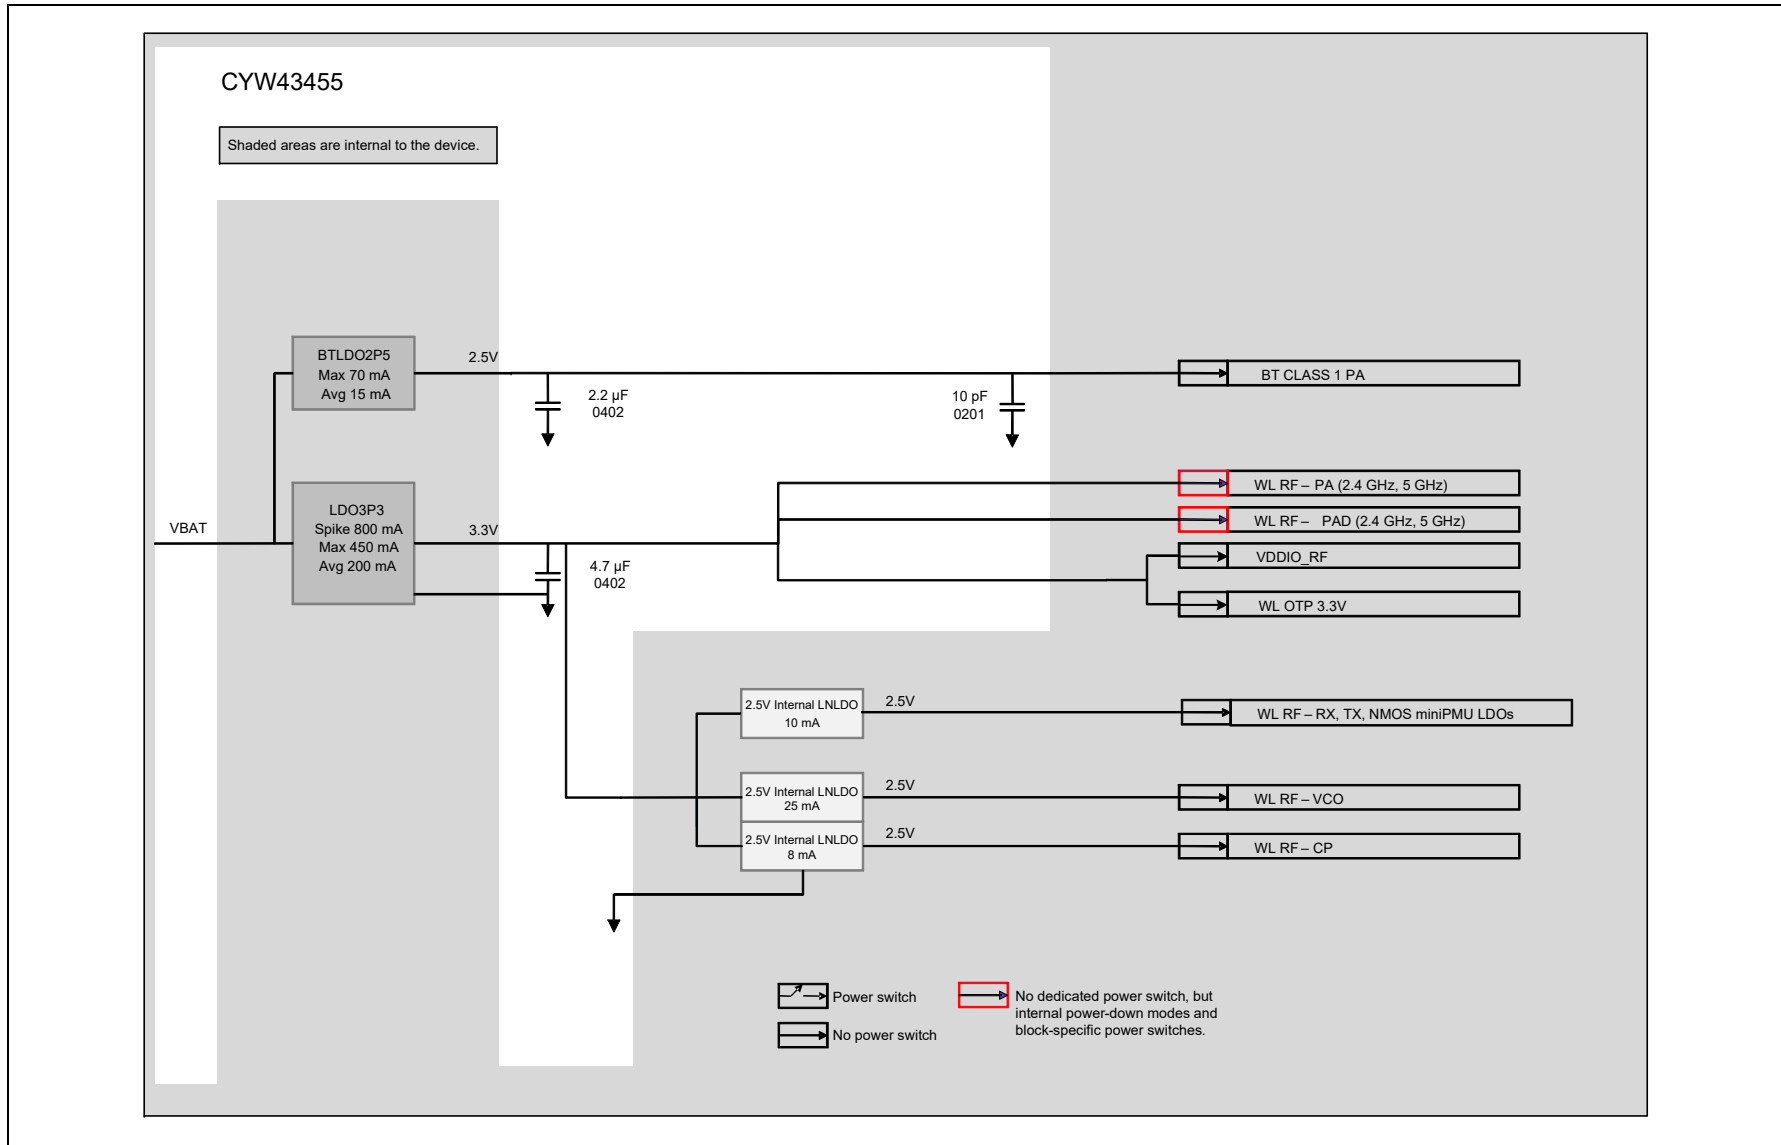 CYW43455
Shaded areas are internal to the device.
BTLDO2P5
Max 70 mA
Avg 15 mA
2.5V
2.2 µF
0402
10 pF
0201
BT CLASS 1 PA
VBAT
LDO3P3
Spike 800 mA
Max 450 mA
Avg 200 mA
3.3V
4.7 µF
0402
WL RF – PA (2.4 GHz, 5 GHz)
WL RF – PAD (2.4 GHz, 5 GHz)
VDDIO_RF
WL OTP 3.3V
2.5V Internal LNLDO
10 mA
2.5V
WL RF – RX, TX, NMOS miniPMU LDOs
2.5V Internal LNLDO
25 mA
2.5V
WL RF – VCO
2.5V Internal LNLDO
8 mA
2.5V
WL RF – CP
Power switch
No power switch
No dedicated power switch, but
internal power-down modes and
block-specific power switches.